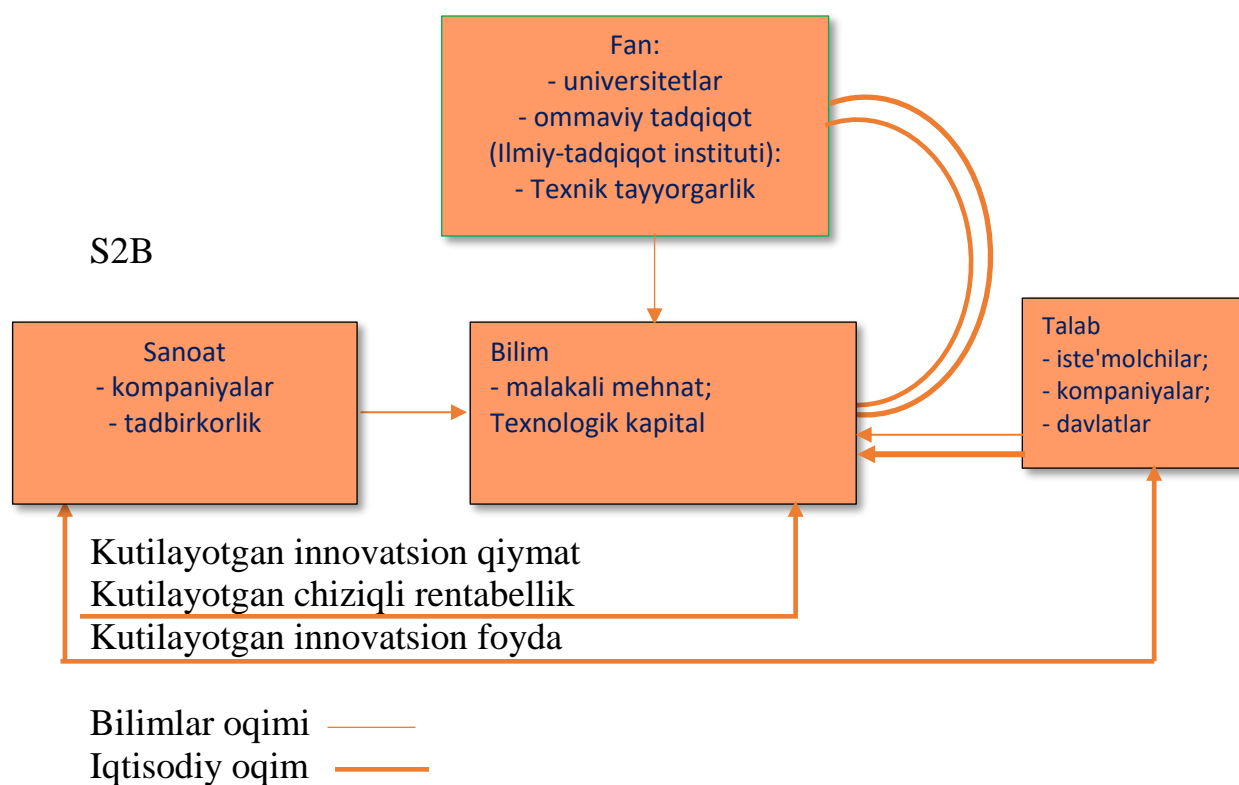 Fan:
- universitetlar
- ommaviy tadqiqot
(Ilmiy-tadqiqot instituti):
- Texnik tayyorgarlik
S2B
Sanoat
- kompaniyalar
- tadbirkorlik
Bilim
- malakali mehnat;
Texnologik kapital
Talab
- iste'molchilar;
- kompaniyalar;
- davlatlar
Kutilayotgan innovatsion qiymat
Kutilayotgan chiziqli rentabellik
Kutilayotgan innovatsion foyda
Bilimlar oqimi
Iqtisodiy oqim